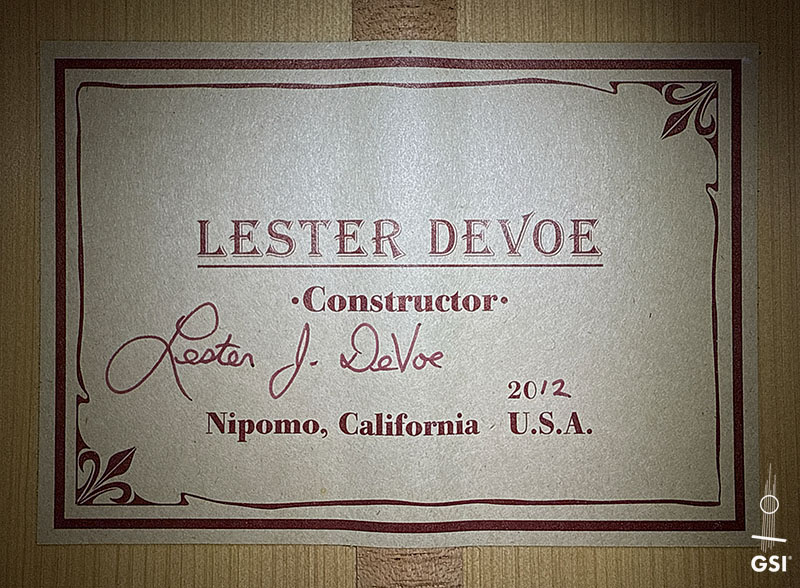 LESTER DEVOE
·Constructor·
Lester J. DeVoe
2012
Nipomo, California U.S.A.
GSI®